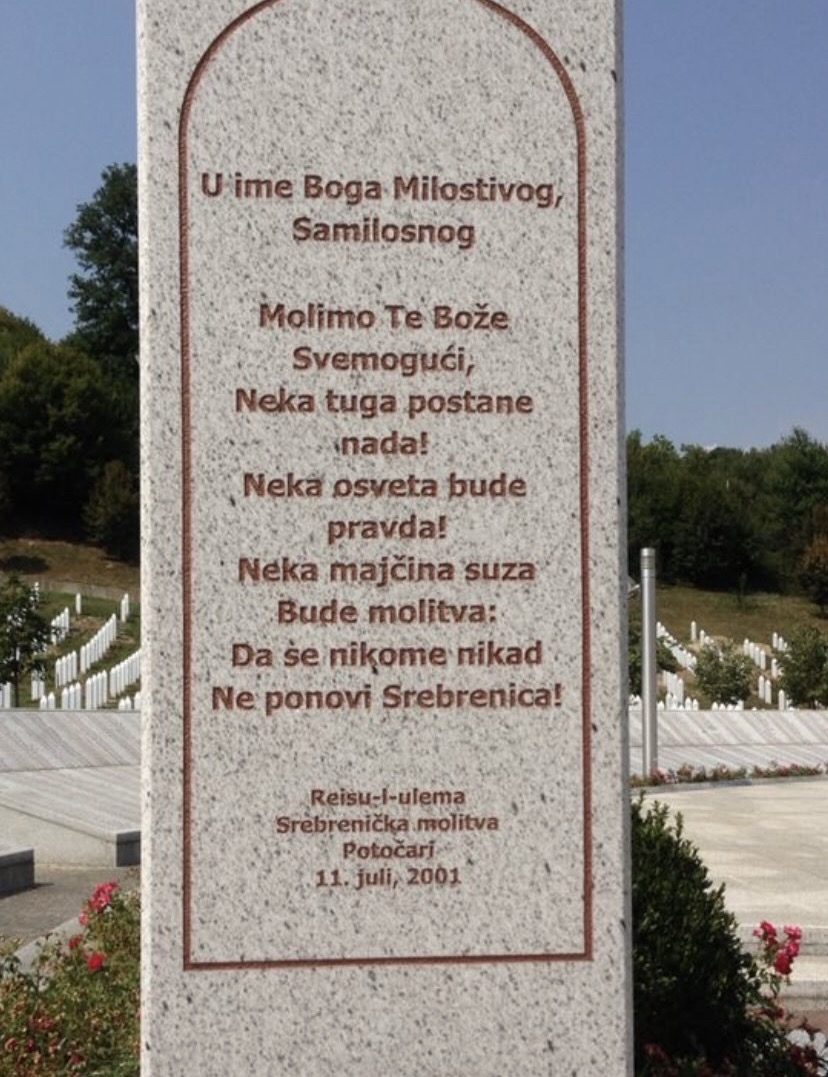 U ime Boga Milostivog,
Samilosnog
Molimo Te Bože
Svemogući,
Neka tuga postane
nada!
Neka osveta bude
pravda!
Neka majčina suza
Bude molitva:
Da se nikome nikad
Ne ponovi Srebrenica!
Reisu-l-ulema
Srebrenička molitva
Potočari
11. juli, 2001